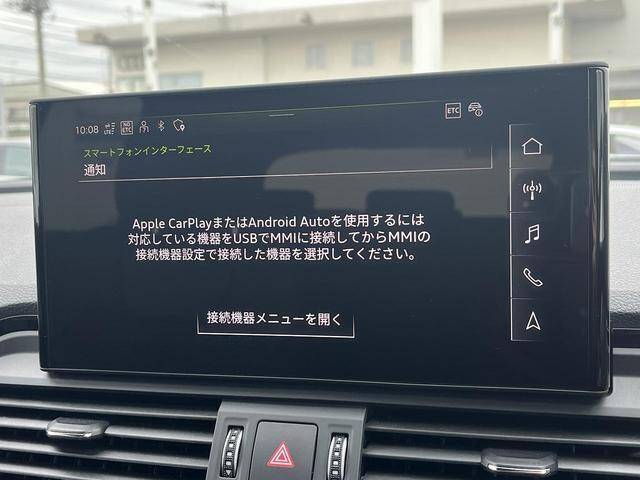 10:08 LTE NO ETC ETC
スマートフォンインターフェース
通知
Apple CarPlayまたはAndroid Autoを使用するには
対応している機器をUSBでMMIに接続してからMMIの
接続機器設定で接続した機器を選択してください。
接続機器メニューを開く